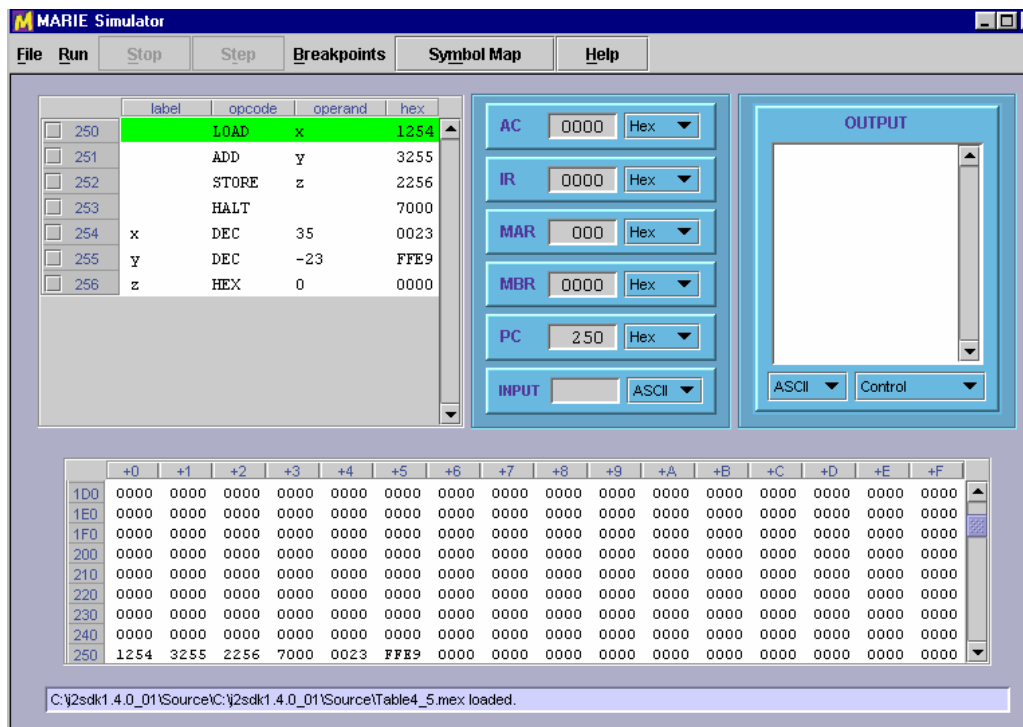 MARIE Simulator
File Run Stop Step Breakpoints Symbol Map Help
label opcode operand hex
250 LOAD x 1254
251 ADD y 3255
252 STORE z 2256
253 HALT 7000
254 x DEC 35 0023
255 y DEC -23 FFE9
256 z HEX 0 0000
AC 0000 Hex
IR 0000 Hex
MAR 000 Hex
MBR 0000 Hex
PC 250 Hex
INPUT ASCII
OUTPUT
ASCII Control
+0 +1 +2 +3 +4 +5 +6 +7 +8 +9 +A +B +C +D +E +F
1D0 0000 0000 0000 0000 0000 0000 0000 0000 0000 0000 0000 0000 0000 0000 0000 0000
1E0 0000 0000 0000 0000 0000 0000 0000 0000 0000 0000 0000 0000 0000 0000 0000 0000
1F0 0000 0000 0000 0000 0000 0000 0000 0000 0000 0000 0000 0000 0000 0000 0000 0000
200 0000 0000 0000 0000 0000 0000 0000 0000 0000 0000 0000 0000 0000 0000 0000 0000
210 0000 0000 0000 0000 0000 0000 0000 0000 0000 0000 0000 0000 0000 0000 0000 0000
220 0000 0000 0000 0000 0000 0000 0000 0000 0000 0000 0000 0000 0000 0000 0000 0000
230 0000 0000 0000 0000 0000 0000 0000 0000 0000 0000 0000 0000 0000 0000 0000 0000
240 0000 0000 0000 0000 0000 0000 0000 0000 0000 0000 0000 0000 0000 0000 0000 0000
250 1254 3255 2256 7000 0023 FFE9 0000 0000 0000 0000 0000 0000 0000 0000 0000 0000
C:\j2sdk1.4.0_01\Source\C:\j2sdk1.4.0_01\Source\Table4_5.mex loaded.